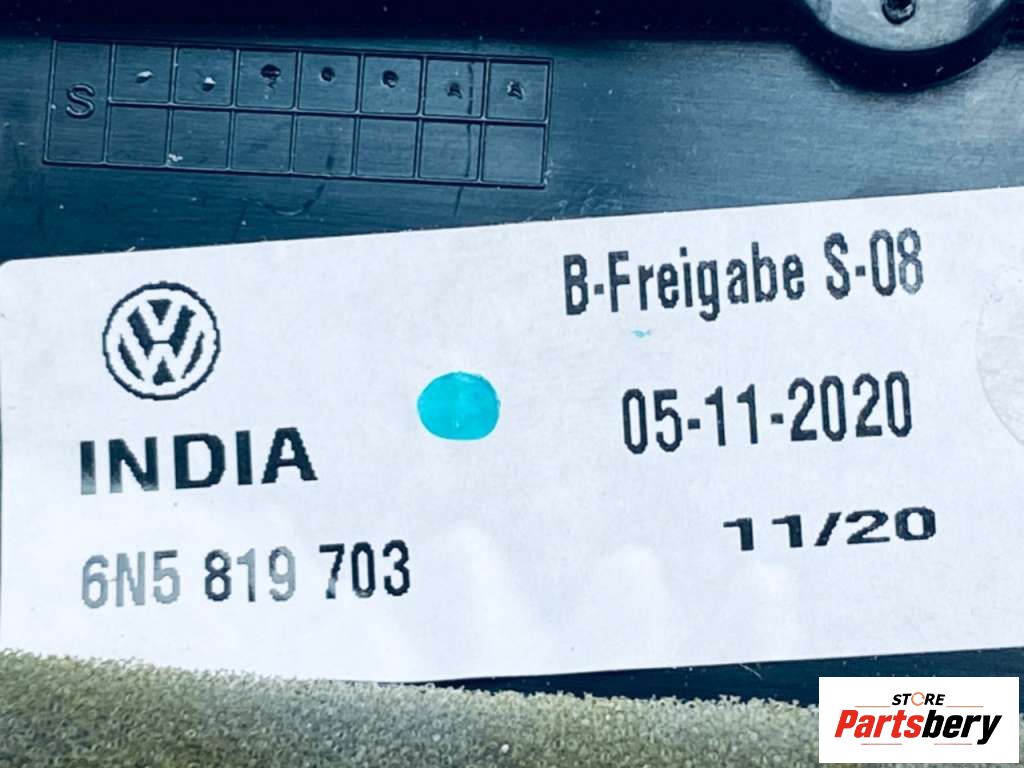 S
B-Freigabe S-08
05-11-2020
INDIA
11/20
6N5 819 703
STORE
Partsbery